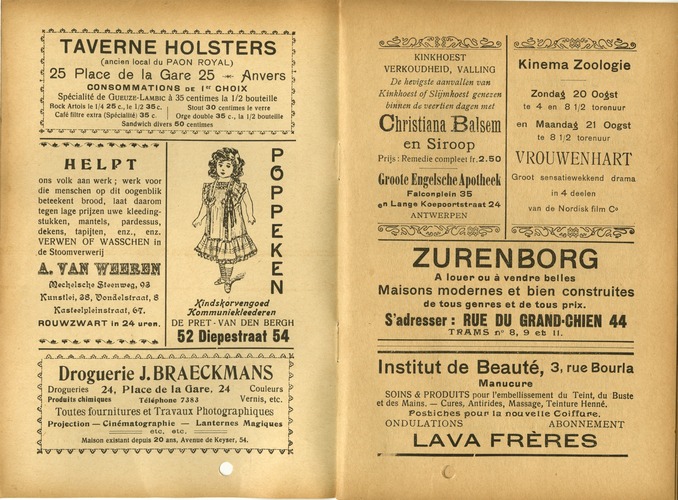 TAVERNE HOLSTERS
(ancien local du PAON ROYAL)
25 Place de la Gare 25 - Anvers
CONSOMMATIONS DE 1er CHOIX
Spécialité de GUEUZE-LAMBIC à 35 centimes la 1/2 bouteille
Rock Artois le 1/4 25 c., le 1/2 35 c.
Stout 30 centimes le verre
Café filtre extra (Spécialité) 35 c.
Orge double 35 c., la 1/2 bouteille
Sandwich divers 50 centimes
HELPT
ons volk aan werk; werk voor
die menschen op dit oogenblik
beteekent brood, laat daarom
tegen lage prijzen uwe kleeding-
stukken, mantels, pardessus,
dekens, tapijten, enz., enz.
VERWEN OF WASSCHEN in
de Stoomverwerij
A. VAN WEEREN
Mechelsche Steenweg, 93
Kunstlei, 38, Vondelstraat, 8
Kasteelpleinstraat, 67.
ROUWZWART in 24 uren.
POPPEKEN
Kindskorvengoed
Kommuniekleederen
DE PRET-VAN DEN BERGH
52 Diepestraat 54
Droguerie J. BRAECKMANS
Drogueries 24, Place de la Gare, 24 Couleurs
Produits chimiques Téléphone 7383 Vernis, etc.
Toutes fournitures et Travaux Photographiques
Projection — Cinématographie — Lanternes Magiques
etc. etc.
Maison existant depuis 20 ans, Avenue de Keyser, 54.
KINKHOEST
VERKOUDHEID, VALLING
De hevigste aanvallen van
Kinkhoest of Slijmhoest genezen
binnen de veertien dagen met
Christiana Balsem
en Siroop
Prijs: Remedie compleet fr. 2.50
Groote Engelsche Apotheek
Falconplein 35
en Lange Koepoortstraat 24
ANTWERPEN
Kinema Zoologie
Zondag 20 Oogst
te 4 en 8 1/2 torenuur
en Maandag 21 Oogst
te 8 1/2 torenuur
VROUWENHART
Groot sensatiewekkend drama
in 4 deelen
van de Nordisk film Co
ZURENBORG
A louer ou à vendre belles
Maisons modernes et bien construites
de tous genres et de tous prix.
S'adresser : RUE DU GRAND-CHIEN 44
TRAMS nos 8, 9 et 11.
Institut de Beauté, 3, rue Bourla
Manucure
SOINS & PRODUITS pour l'embellissement du Teint, du Buste
et des Mains. — Cures, Antirides, Massage, Teinture Henné.
Postiches pour la nouvelle Coiffure.
ONDULATIONS ABONNEMENT
LAVA FRÈRES